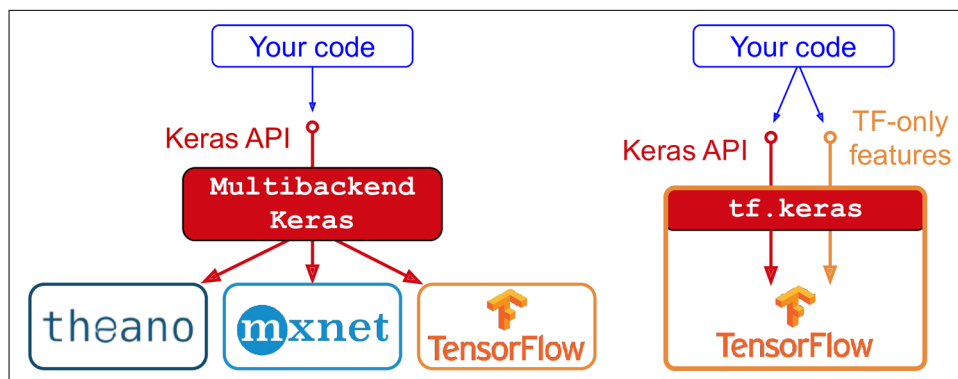 Your code
Keras API
Multibackend
Keras
theano
mxnet
TensorFlow
Your code
Keras API
TF-only
features
tf.keras
TensorFlow